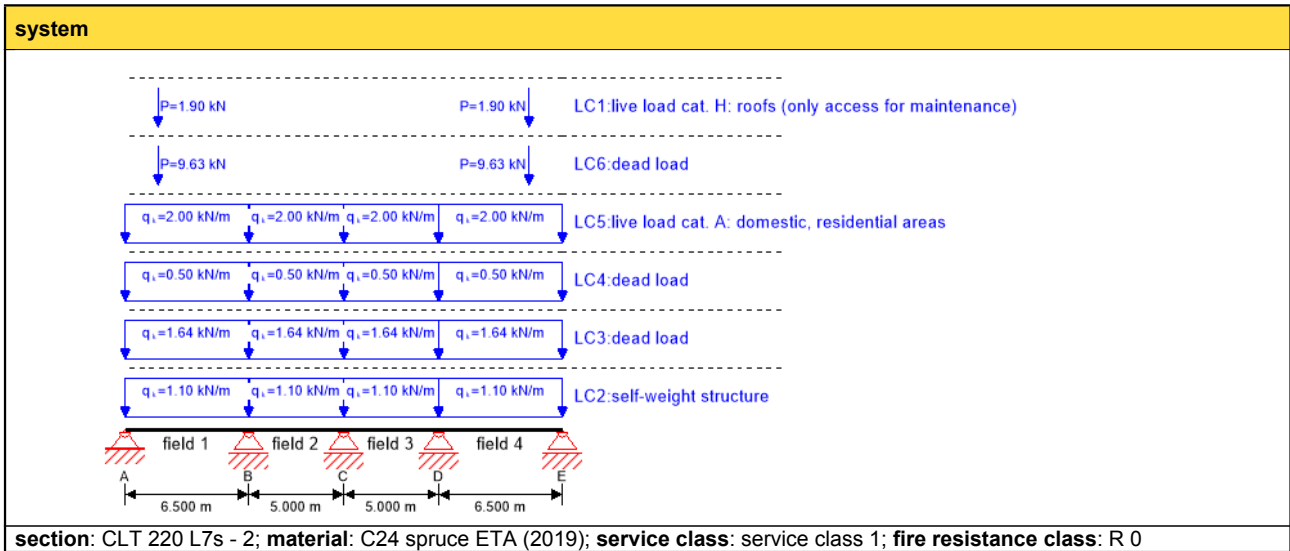 system
P=1.90 kN P=1.90 kN LC1:live load cat. H: roofs (only access for maintenance)
P=9.63 kN P=9.63 kN LC6:dead load
qₖ=2.00 kN/m qₖ=2.00 kN/m qₖ=2.00 kN/m qₖ=2.00 kN/m LC5:live load cat. A: domestic, residential areas
qₖ=0.50 kN/m qₖ=0.50 kN/m qₖ=0.50 kN/m qₖ=0.50 kN/m LC4:dead load
qₖ=1.64 kN/m qₖ=1.64 kN/m qₖ=1.64 kN/m qₖ=1.64 kN/m LC3:dead load
qₖ=1.10 kN/m qₖ=1.10 kN/m qₖ=1.10 kN/m qₖ=1.10 kN/m LC2:self-weight structure
field 1 field 2 field 3 field 4
A B C D E
6.500 m 5.000 m 5.000 m 6.500 m
section: CLT 220 L7s - 2; material: C24 spruce ETA (2019); service class: service class 1; fire resistance class: R 0